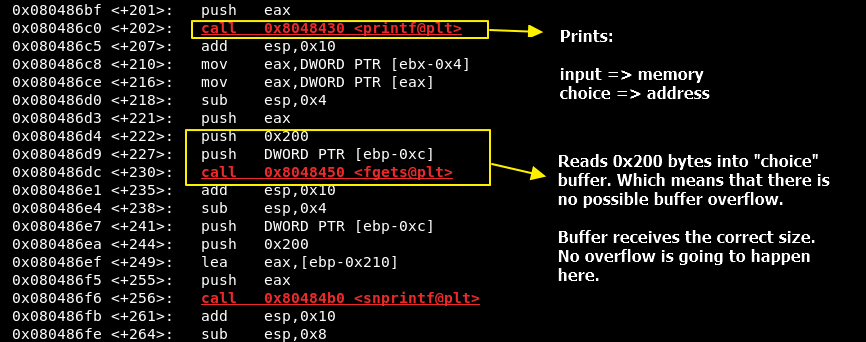 0x080486bf <+201>: push eax
0x080486c0 <+202>: call 0x8048430 <printf@plt>
0x080486c5 <+207>: add esp,0x10
0x080486c8 <+210>: mov eax,DWORD PTR [ebx-0x4]
0x080486ce <+216>: mov eax,DWORD PTR [eax]
0x080486d0 <+218>: sub esp,0x4
0x080486d3 <+221>: push eax
0x080486d4 <+222>: push 0x200
0x080486d9 <+227>: push DWORD PTR [ebp-0xc]
0x080486dc <+230>: call 0x8048450 <fgets@plt>
0x080486e1 <+235>: add esp,0x10
0x080486e4 <+238>: sub esp,0x4
0x080486e7 <+241>: push DWORD PTR [ebp-0xc]
0x080486ea <+244>: push 0x200
0x080486ef <+249>: lea eax,[ebp-0x210]
0x080486f5 <+255>: push eax
0x080486f6 <+256>: call 0x80484b0 <snprintf@plt>
0x080486fb <+261>: add esp,0x10
0x080486fe <+264>: sub esp,0x8
Prints:
input => memory
choice => address
Reads 0x200 bytes into "choice"
buffer. Which means that there is
no possible buffer overflow.
Buffer receives the correct size.
No overflow is going to happen
here.